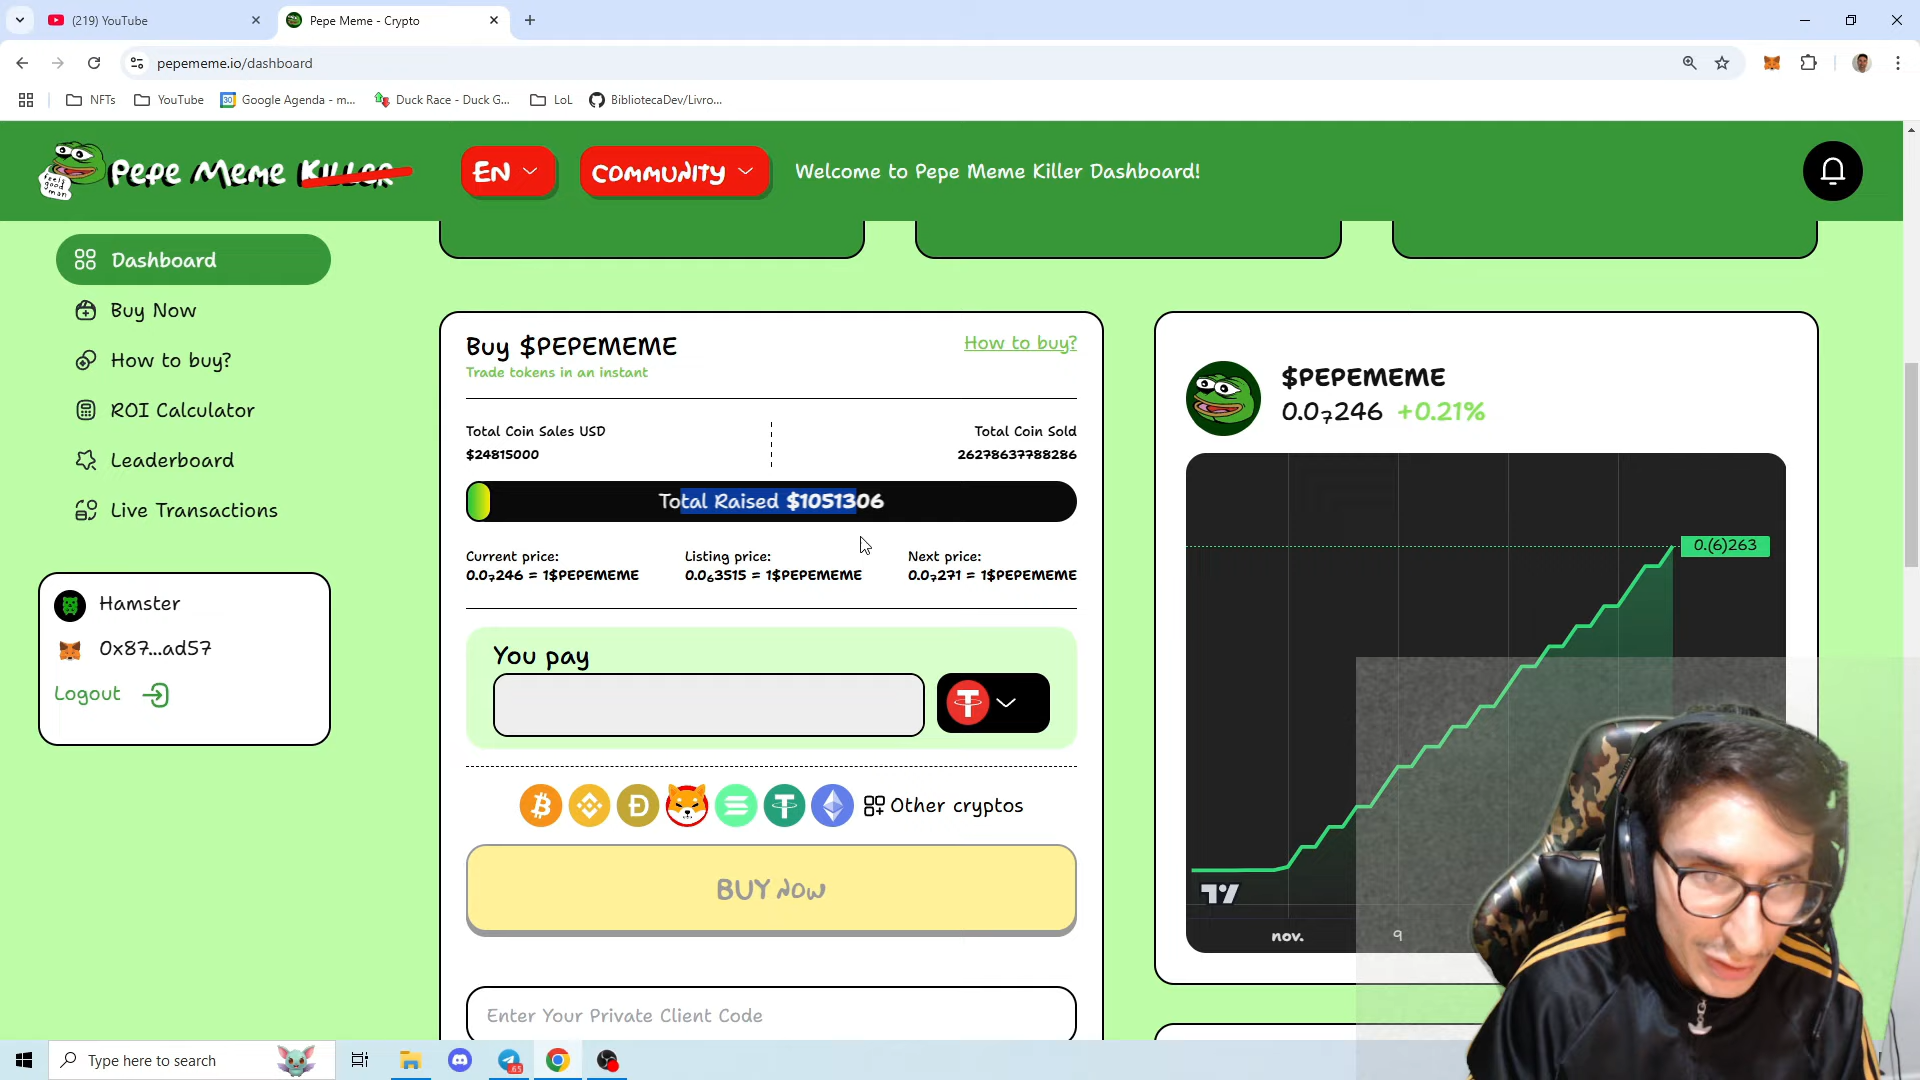 (219) YouTube
Pepe Meme - Crypto
pepememe.io/dashboard
NFTs
YouTube
Google Agenda - m...
Duck Race - Duck G...
LoL
BibliotecaDev/Livro...
feels good man
Pepe Meme Killer
EN
Community
Welcome to Pepe Meme Killer Dashboard!
Dashboard
Buy Now
How to buy?
ROI Calculator
Leaderboard
Live Transactions
Hamster
0x87...ad57
Logout
Buy $PEPEMEME
How to buy?
Trade tokens in an instant
Total Coin Sales USD
Total Coin Sold
$24815000
26278637788286
Total Raised $1051306
Current price:
Listing price:
Next price:
0.0₇246 = 1$PEPEMEME
0.0₆3515 = 1$PEPEMEME
0.0₇271 = 1$PEPEMEME
You pay
Other cryptos
BUY NOW
Enter Your Private Client Code
$PEPEMEME
0.0₇246 +0.21%
0.(6)263
nov.
9
Type here to search